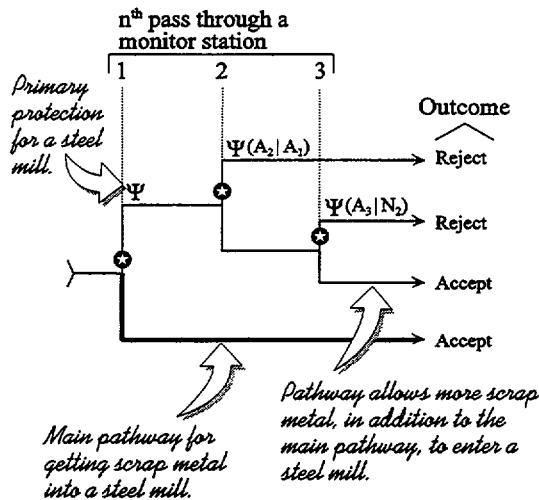 nth pass through a
monitor station
1 2 3
Primary
protection
for a steel
mill.
Outcome
Ψ(A₂|A₁)
Reject
Ψ
Ψ(A₃|N₂)
Reject
Accept
Accept
Main pathway for
getting scrap metal
into a steel mill.
Pathway allows more scrap
metal, in addition to the
main pathway, to enter a
steel mill.